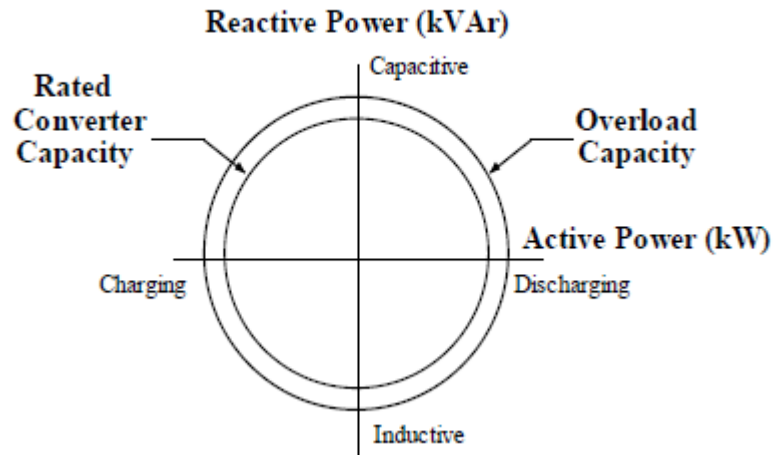 Reactive Power (kVAr)
Capacitive
Rated
Converter
Capacity
Overload
Capacity
Active Power (kW)
Charging
Discharging
Inductive